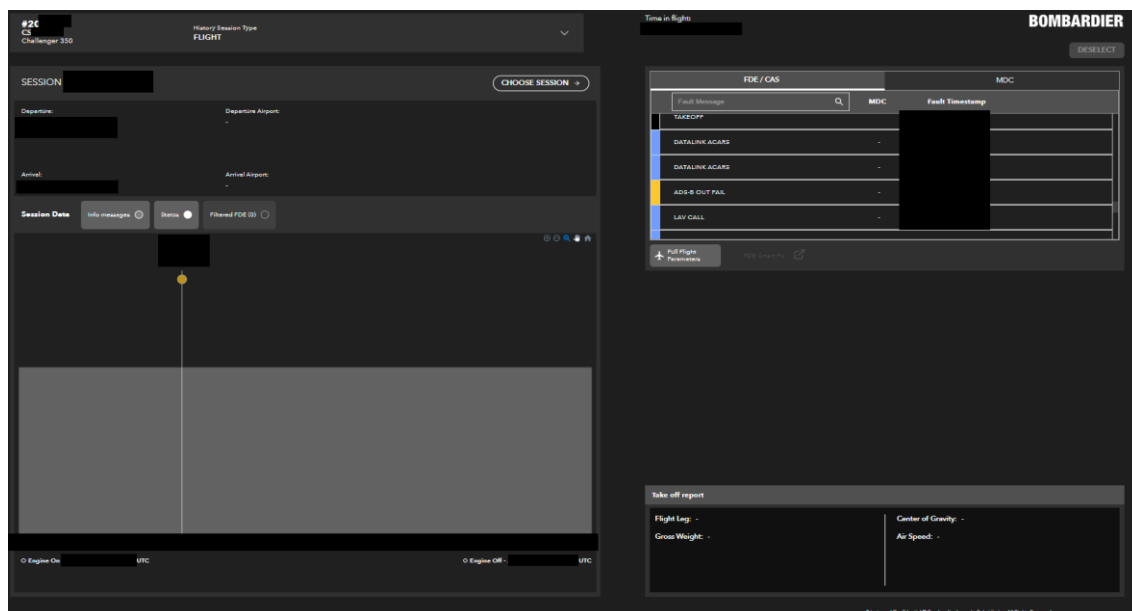 #20
CS
Challenger 350
History Session Type
FLIGHT
Time in flight:
BOMBARDIER
DESELECT
SESSION
CHOOSE SESSION →
Departure:
Departure Airport:
-
Arrival:
Arrival Airport:
-
Session Data
Info messages
Status
Filtered FDE (0)
FDE / CAS
MDC
Fault Message
MDC
Fault Timestamp
TAKEOFF
DATALINK ACARS
-
DATALINK ACARS
-
ADS-B OUT FAIL
-
LAV CALL
-
Full Flight
Parameters
Take off report
Flight Leg: -
Center of Gravity: -
Gross Weight: -
Air Speed: -
Engine On
UTC
Engine Off -
UTC